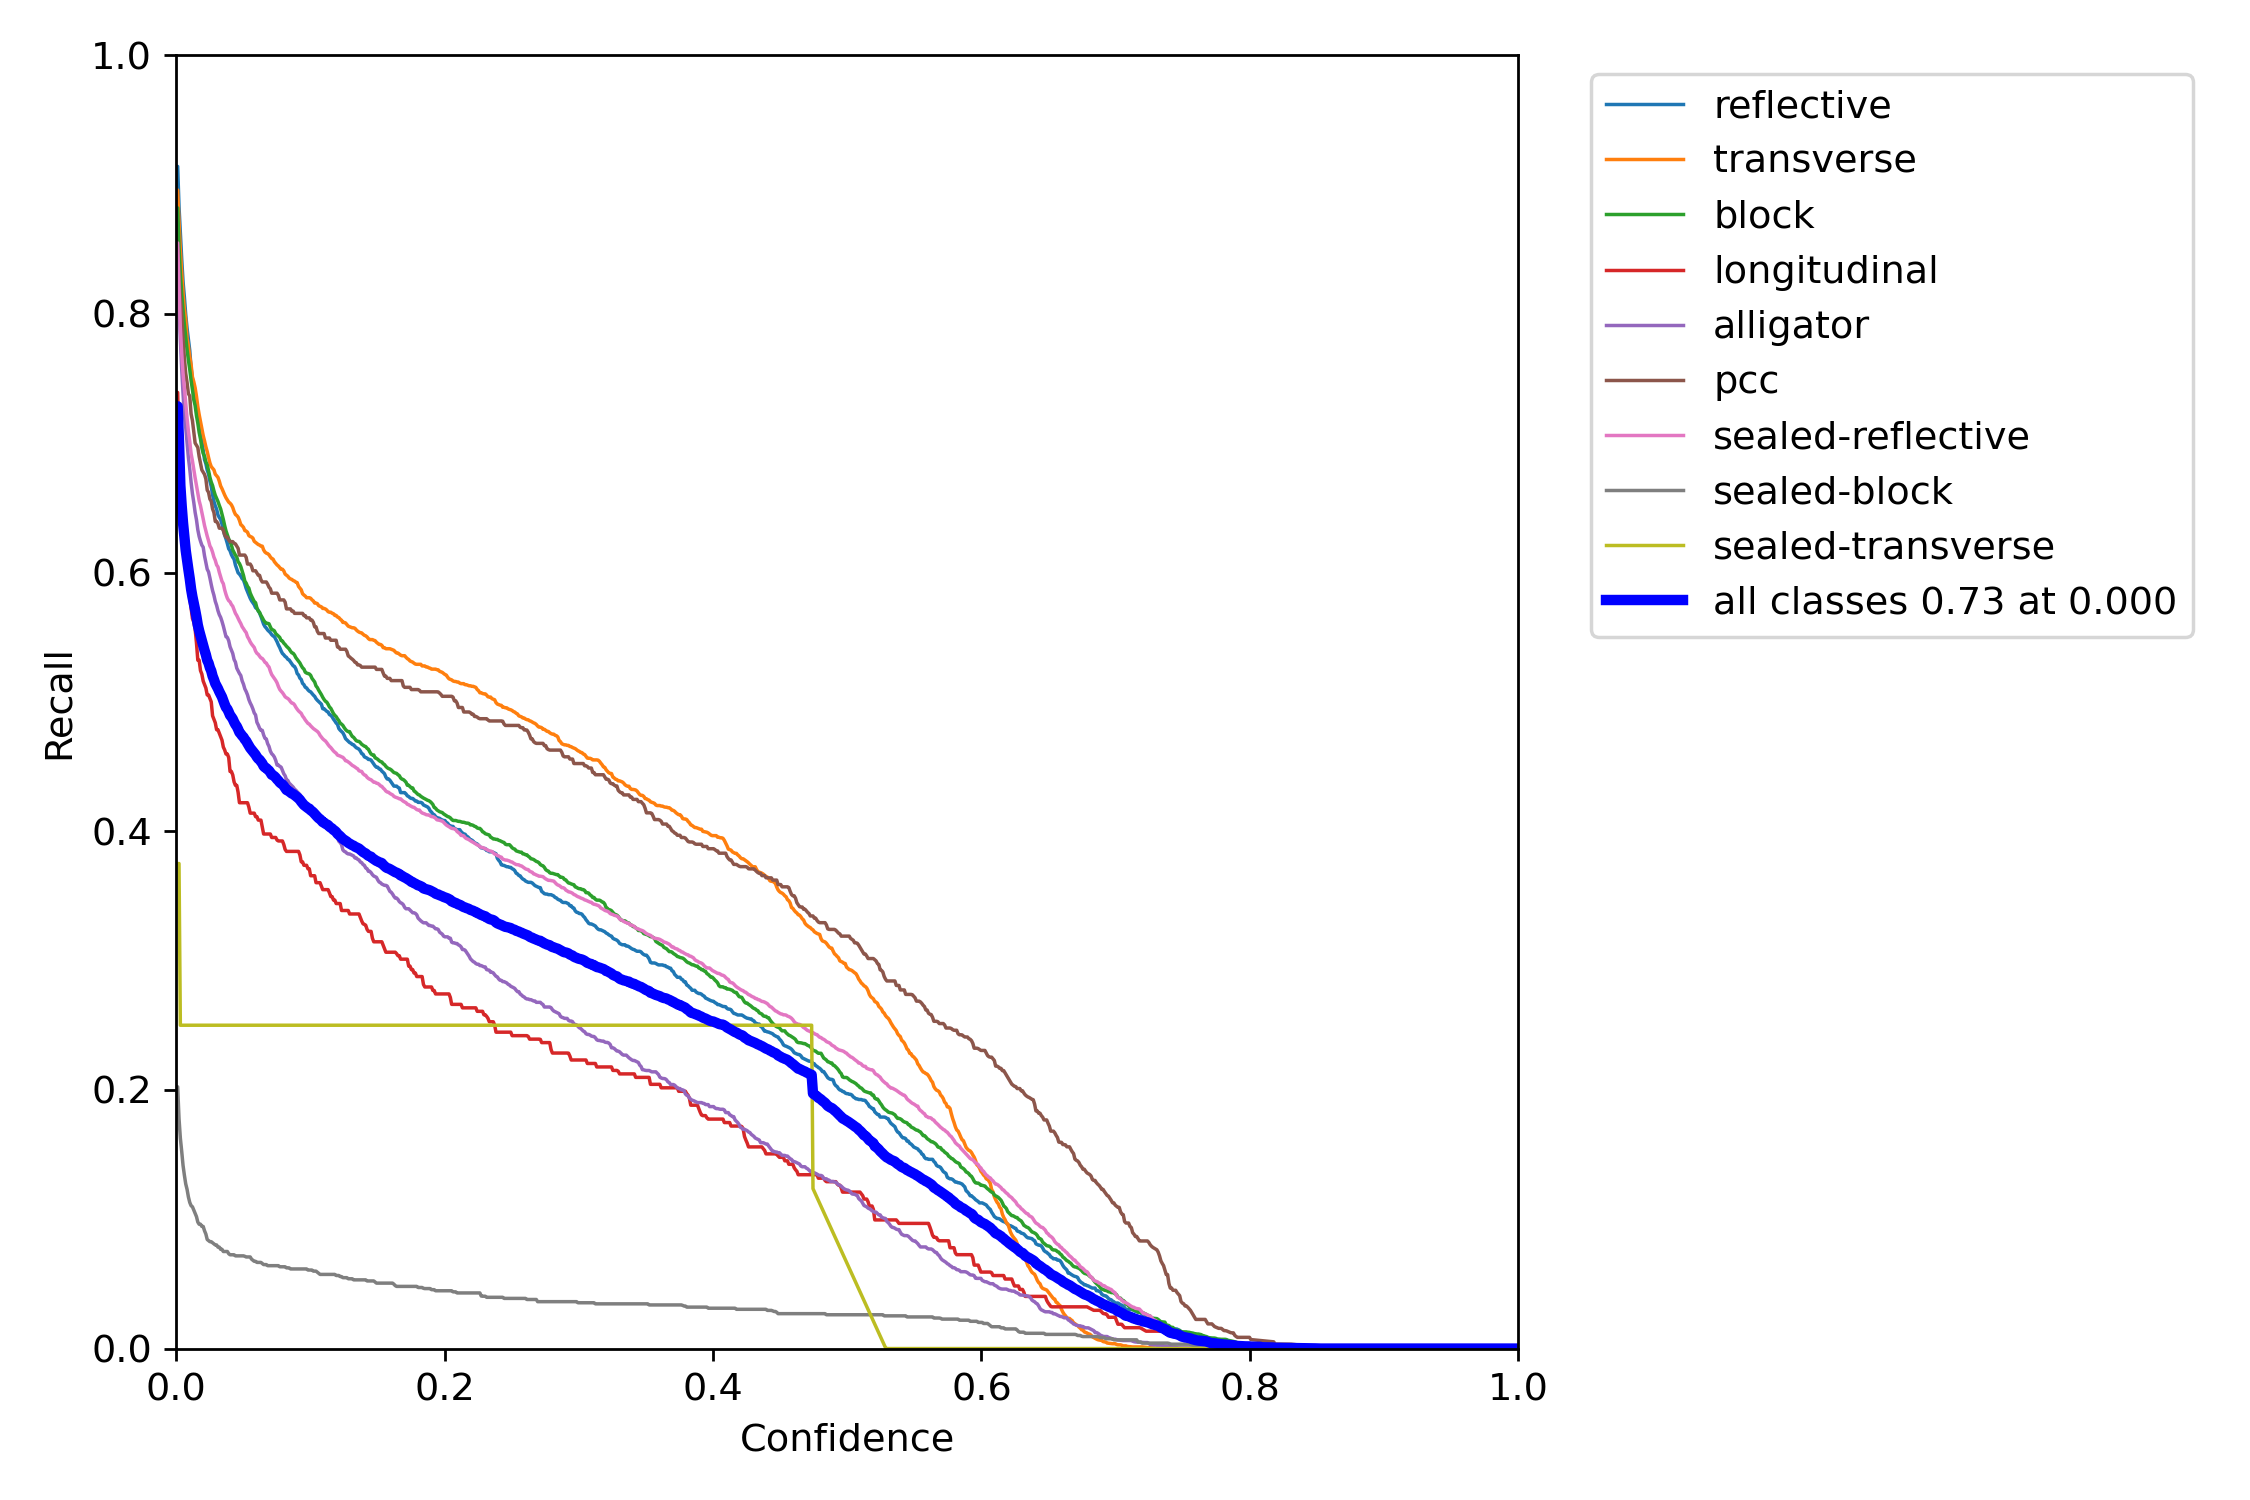 1.0
0.8
0.6
0.4
0.2
0.0
Recall
0.0 0.2 0.4 0.6 0.8 1.0
Confidence
reflective
transverse
block
longitudinal
alligator
pcc
sealed-reflective
sealed-block
sealed-transverse
all classes 0.73 at 0.000